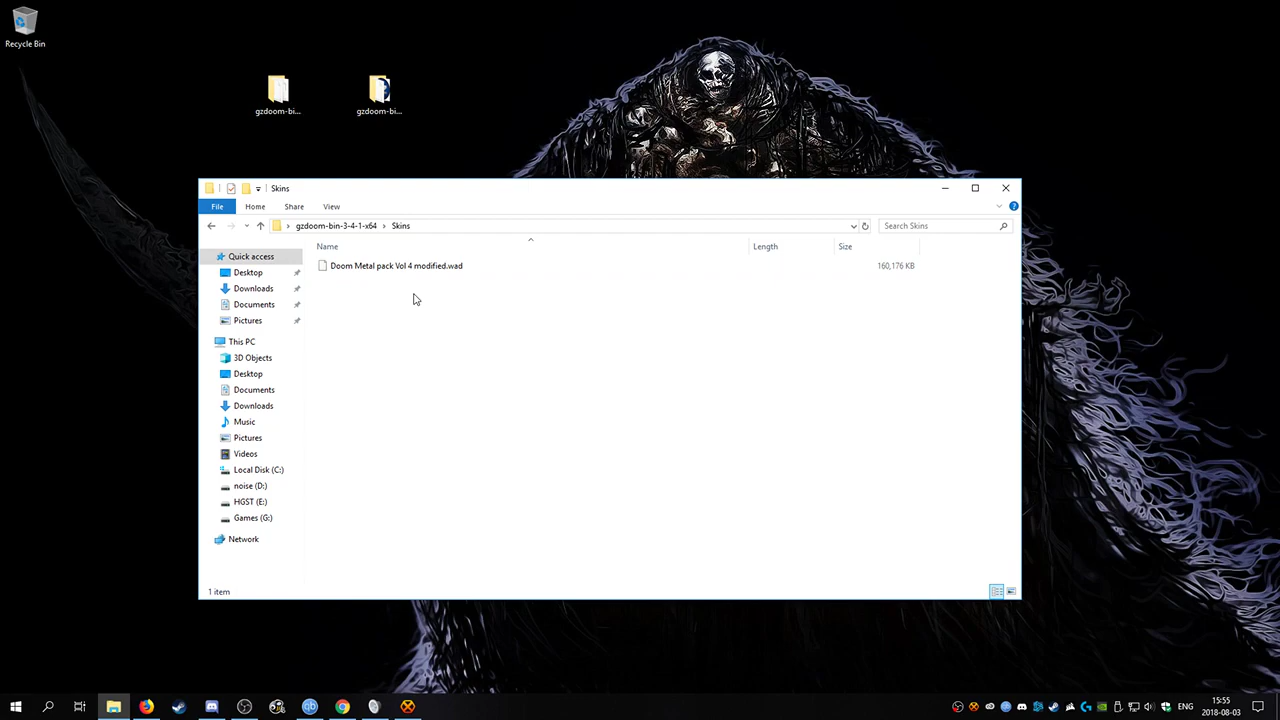 Recycle Bin
gzdoom-bi...
gzdoom-bi...
Skins
File
Home
Share
View
gzdoom-bin-3-4-1-x64
Skins
Search Skins
Name
Length
Size
Doom Metal pack Vol 4 modified.wad
160,176 KB
Quick access
Desktop
Downloads
Documents
Pictures
This PC
3D Objects
Desktop
Documents
Downloads
Music
Pictures
Videos
Local Disk (C:)
noise (D:)
HGST (E:)
Games (G:)
Network
1 item
ENG
15:55
2018-08-03